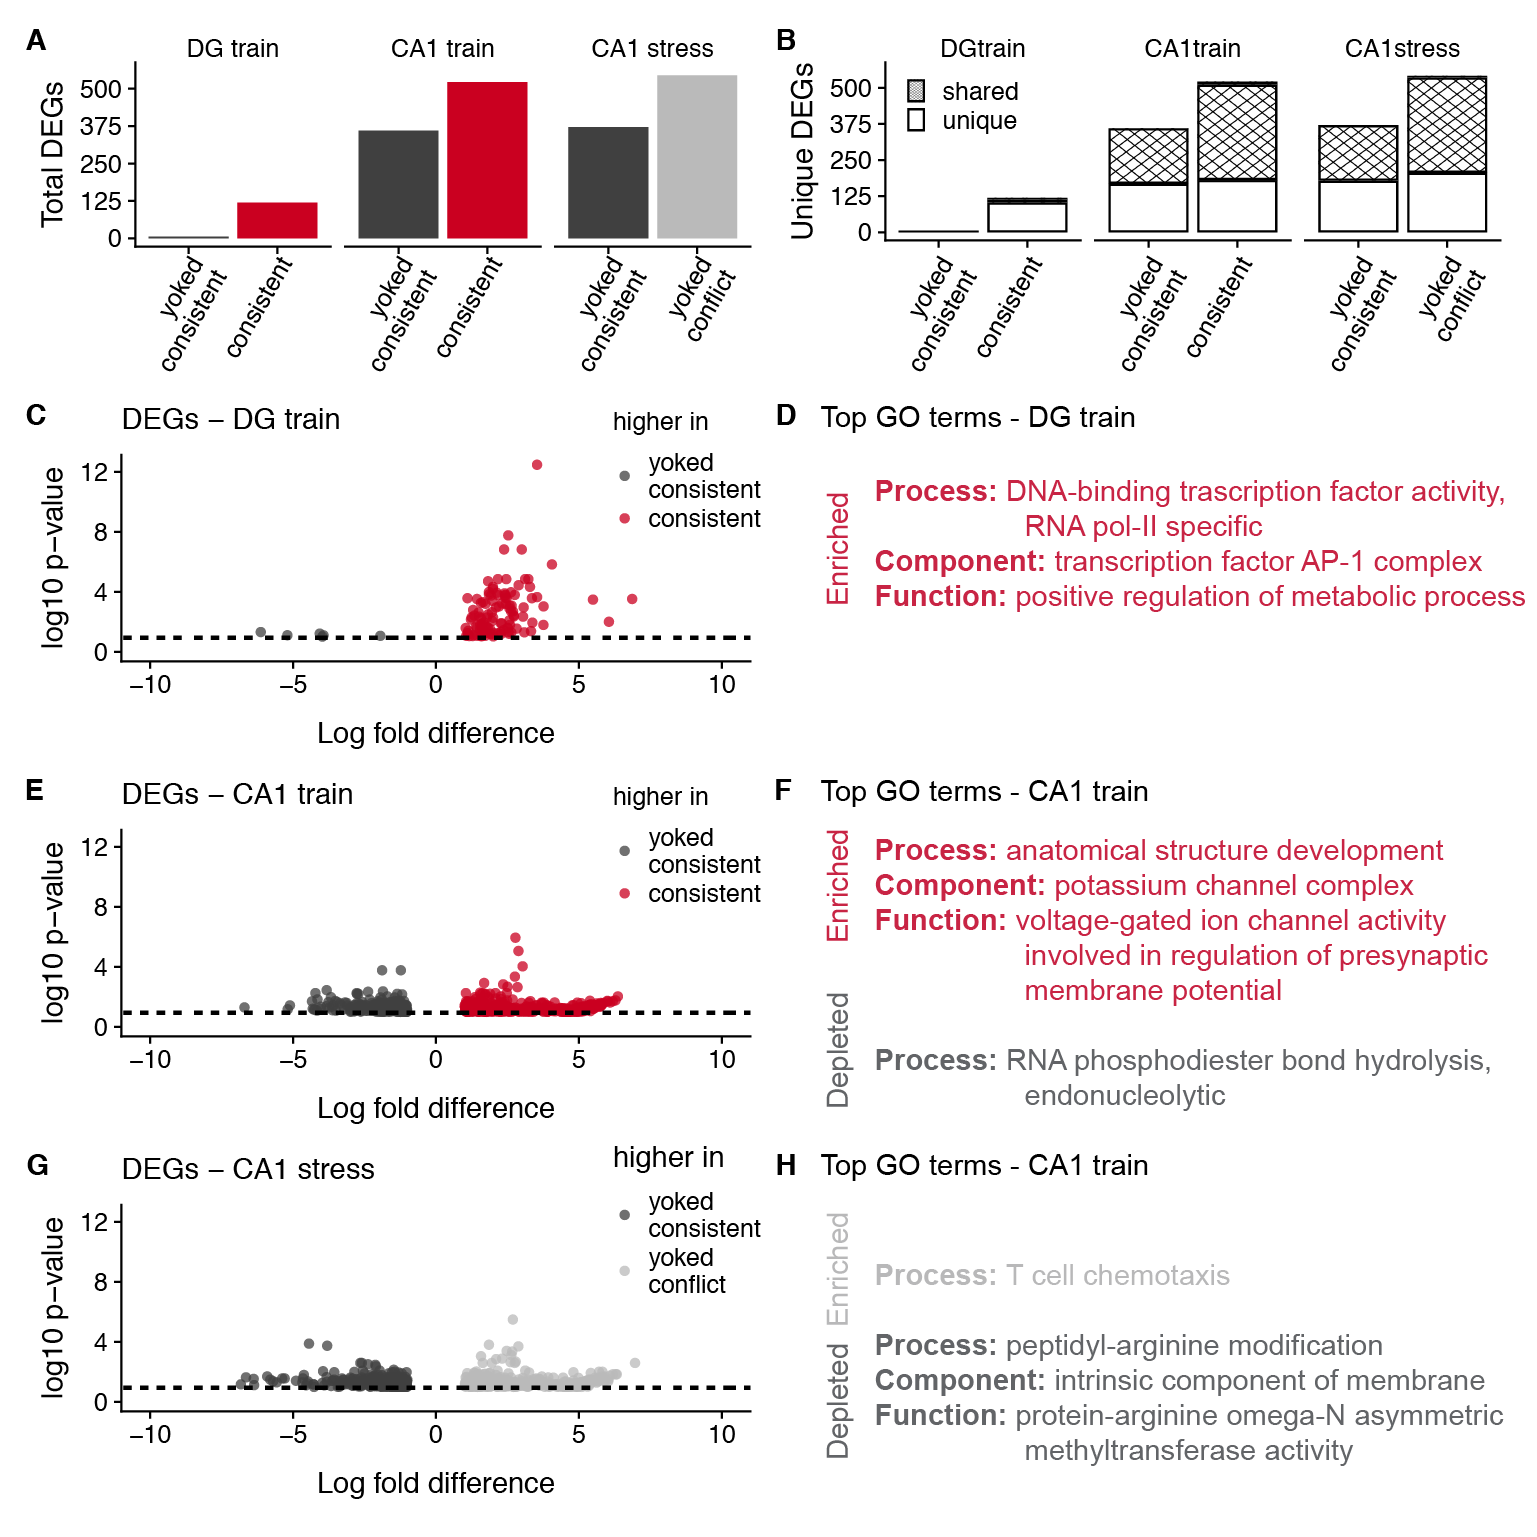 A
DG train
CA1 train
CA1 stress
Total DEGs
500
375
250
125
0
yoked
consistent
consistent
yoked
consistent
consistent
yoked
consistent
yoked
conflict
B
DGtrain
CA1train
CA1stress
Unique DEGs
500
375
250
125
0
shared
unique
yoked
consistent
consistent
yoked
consistent
consistent
yoked
consistent
yoked
conflict
C
DEGs – DG train
higher in
yoked
consistent
consistent
log10 p−value
12
8
4
0
−10
−5
0
5
10
Log fold difference
D
Top GO terms - DG train
Enriched
Process: DNA-binding trascription factor activity,
RNA pol-II specific
Component: transcription factor AP-1 complex
Function: positive regulation of metabolic process
E
DEGs – CA1 train
higher in
yoked
consistent
consistent
log10 p−value
12
8
4
0
−10
−5
0
5
10
Log fold difference
F
Top GO terms - CA1 train
Enriched
Process: anatomical structure development
Component: potassium channel complex
Function: voltage-gated ion channel activity
involved in regulation of presynaptic
membrane potential
Depleted
Process: RNA phosphodiester bond hydrolysis,
endonucleolytic
G
DEGs – CA1 stress
higher in
yoked
consistent
yoked
conflict
log10 p−value
12
8
4
0
−10
−5
0
5
10
Log fold difference
H
Top GO terms - CA1 train
Enriched
Process: T cell chemotaxis
Depleted
Process: peptidyl-arginine modification
Component: intrinsic component of membrane
Function: protein-arginine omega-N asymmetric
methyltransferase activity